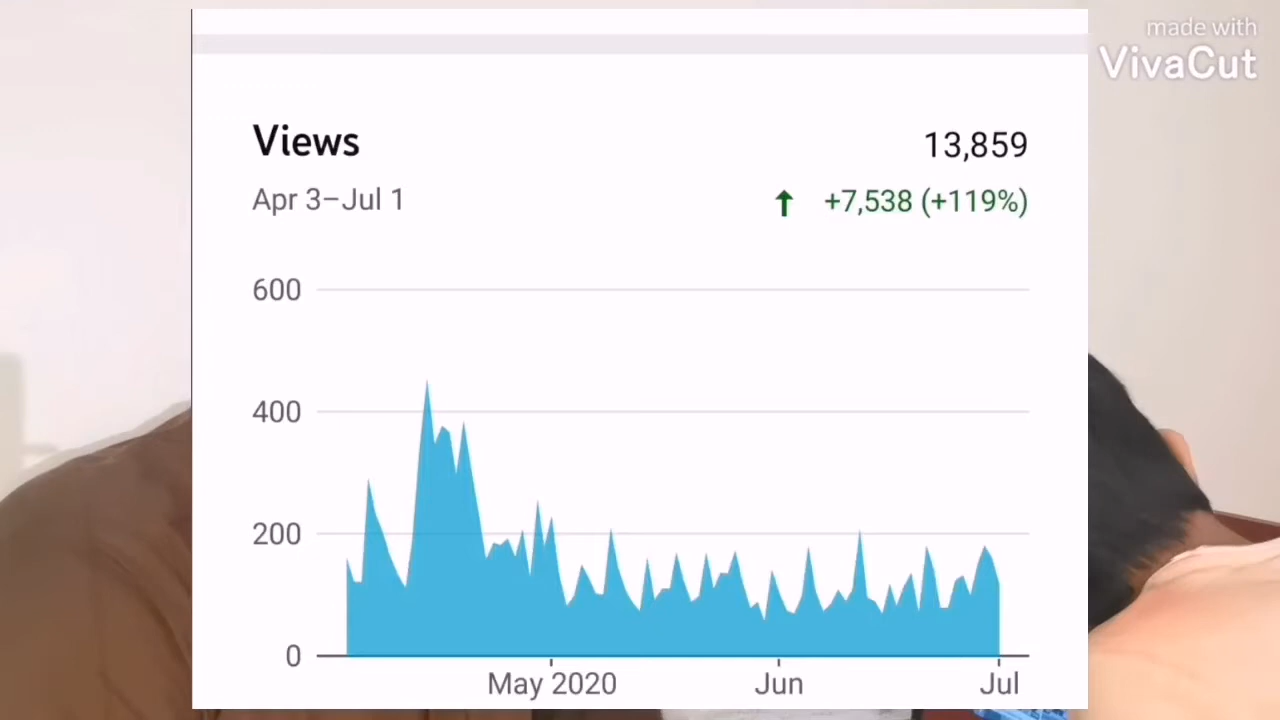 made with
VivaCut
Views
13,859
Apr 3–Jul 1
↑ +7,538 (+119%)
600
400
200
0
May 2020
Jun
Jul